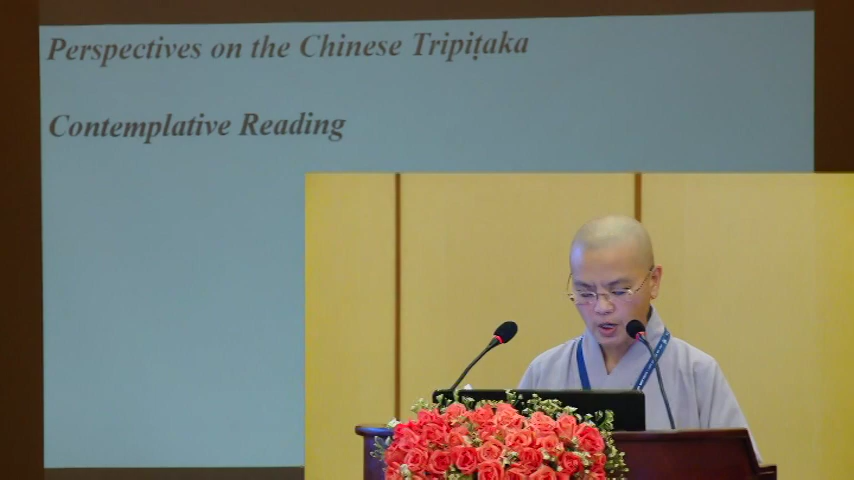 Perspectives on the Chinese Tripiṭaka
Contemplative Reading